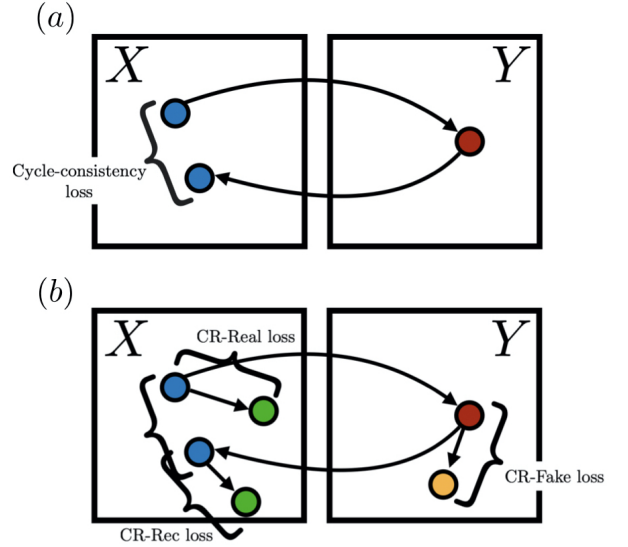 (a)
X
Y
Cycle-consistency
loss
(b)
CR-Real loss
X
Y
CR-Fake loss
CR-Rec loss